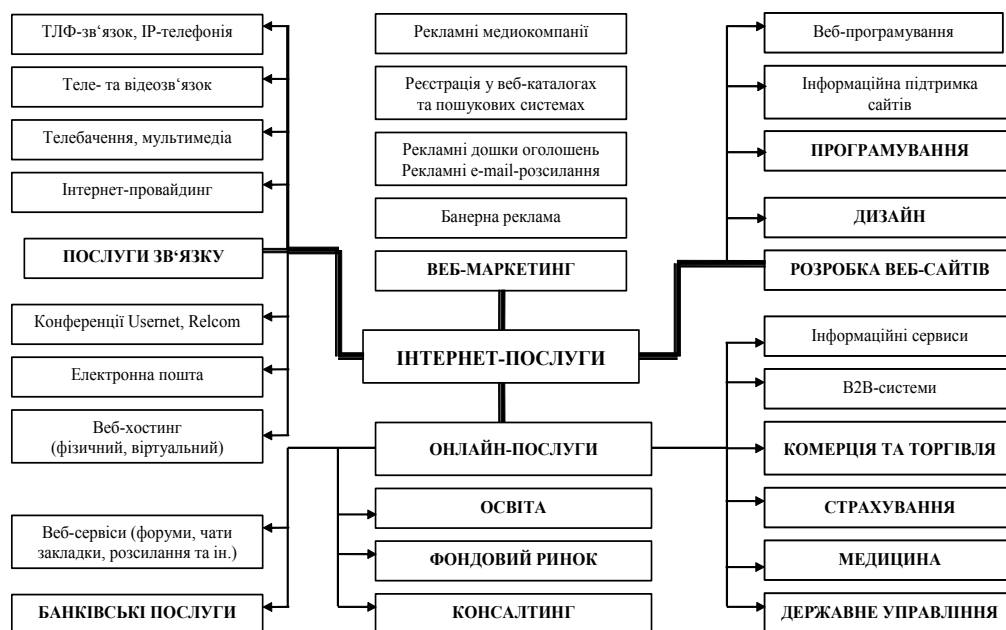 ТЛФ-зв‘язок, IP-телефонія
Теле- та відеозв‘язок
Телебачення, мультимедіа
Інтернет-провайдинг
ПОСЛУГИ ЗВ‘ЯЗКУ
Конференції Usernet, Relcom
Електронна пошта
Веб-хостинг
(фізичний, віртуальний)
Веб-сервіси (форуми, чати
закладки, розсилання та ін.)
БАНКІВСЬКІ ПОСЛУГИ
Рекламні медиокомпанії
Реєстрація у веб-каталогах
та пошукових системах
Рекламні дошки оголошень
Рекламні e-mail-розсилання
Банерна реклама
ВЕБ-МАРКЕТИНГ
ІНТЕРНЕТ-ПОСЛУГИ
ОНЛАЙН-ПОСЛУГИ
ОСВІТА
ФОНДОВИЙ РИНОК
КОНСАЛТИНГ
Веб-програмування
Інформаційна підтримка
сайтів
ПРОГРАМУВАННЯ
ДИЗАЙН
РОЗРОБКА ВЕБ-САЙТІВ
Інформаційні сервиси
B2B-системи
КОМЕРЦІЯ ТА ТОРГІВЛЯ
СТРАХУВАННЯ
МЕДИЦИНА
ДЕРЖАВНЕ УПРАВЛІННЯ